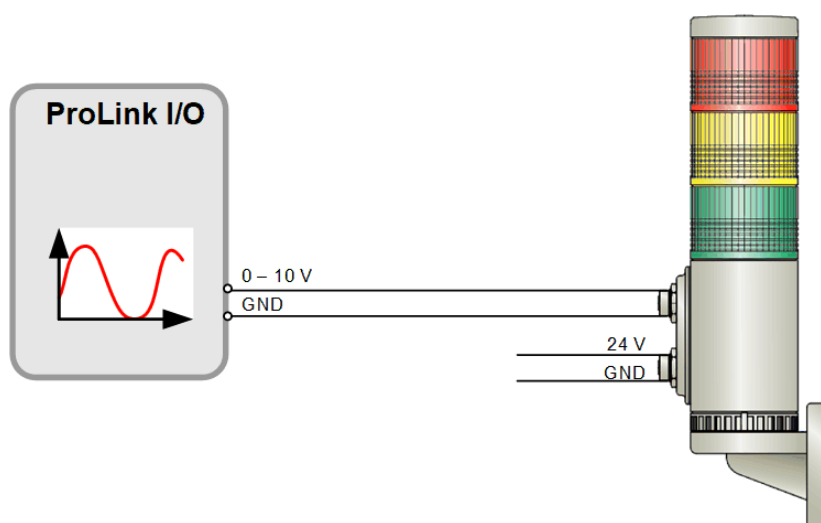 ProLink I/O
0 – 10 V
GND
24 V
GND